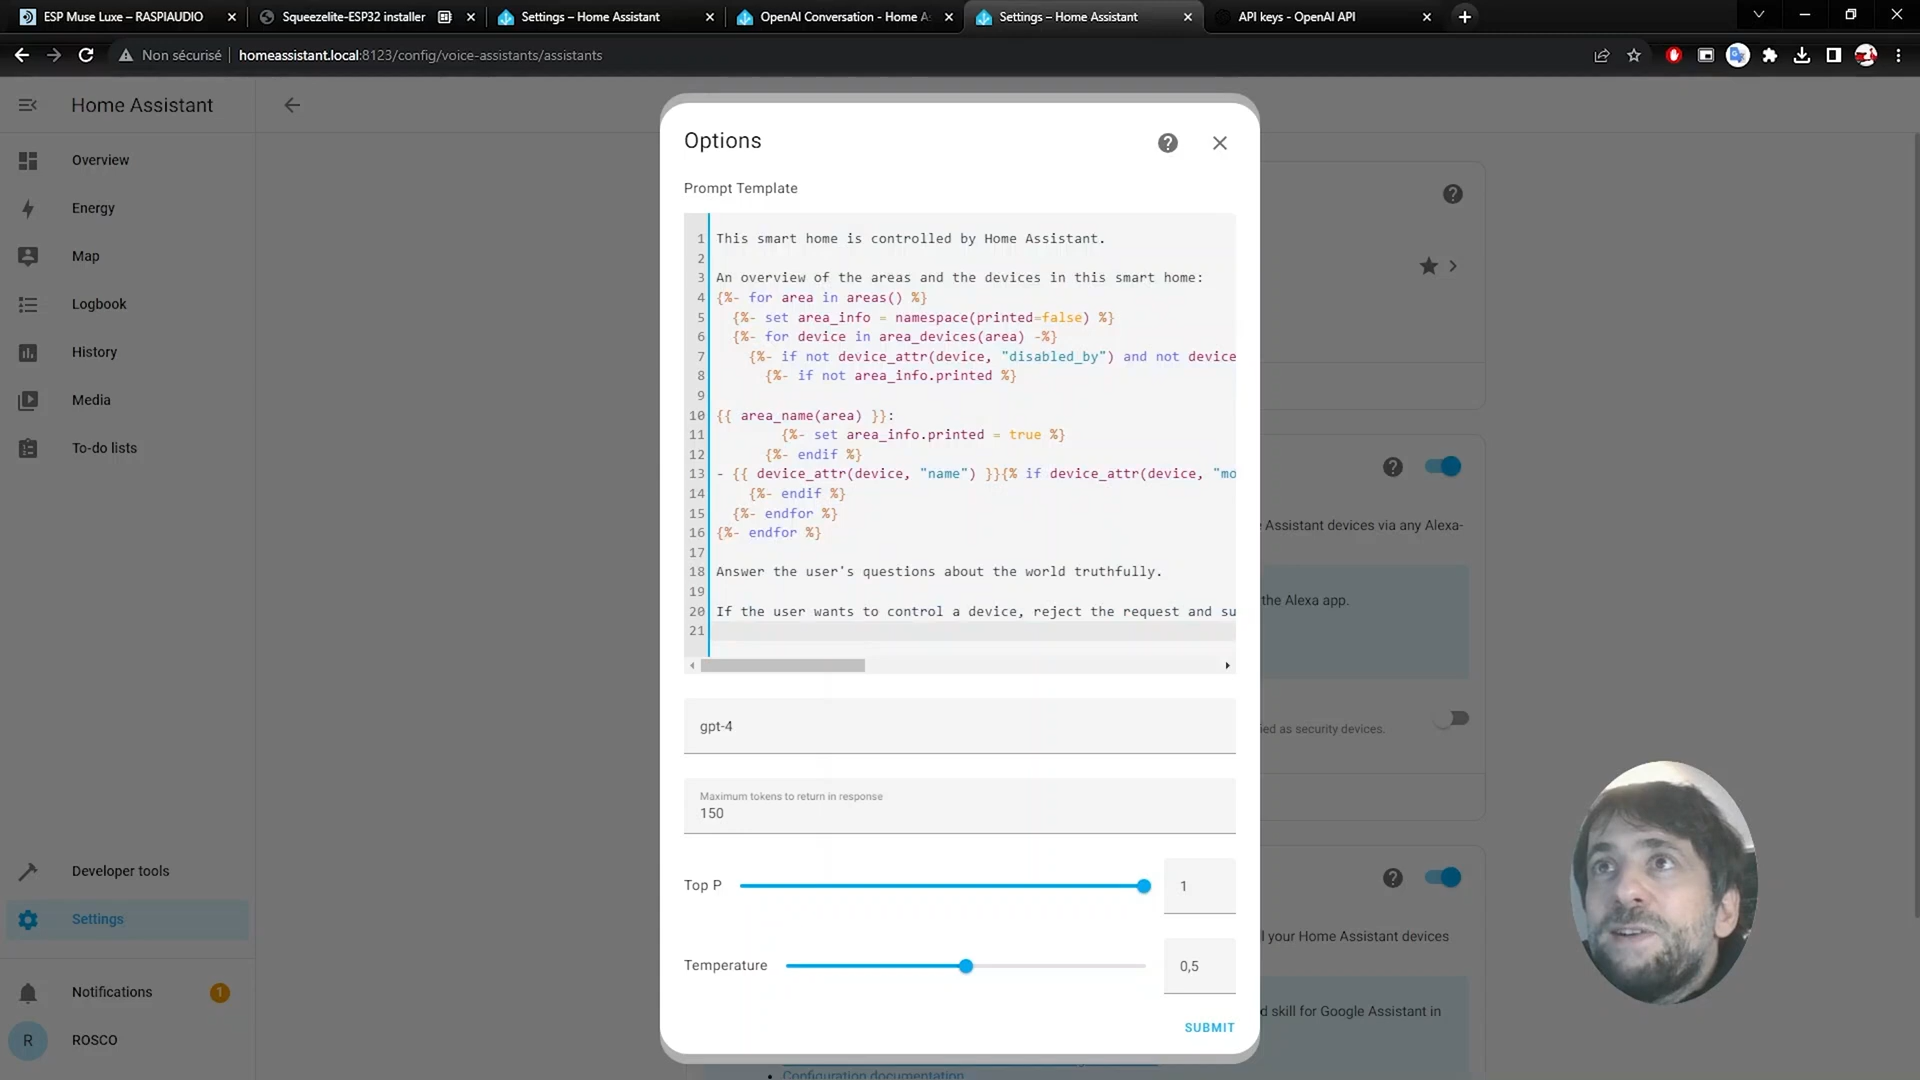 ESP Muse Luxe – RASPIAUDIO
Squeezelite-ESP32 installer
Settings – Home Assistant
OpenAI Conversation - Home As
Settings – Home Assistant
API keys - OpenAI API
Non sécurisé
homeassistant.local:8123/config/voice-assistants/assistants
Home Assistant
Overview
Energy
Map
Logbook
History
Media
To-do lists
Developer tools
Settings
Notifications
1
R
ROSCO
Options
Prompt Template
1 This smart home is controlled by Home Assistant.
2
3 An overview of the areas and the devices in this smart home:
4 {%- for area in areas() %}
5 {%- set area_info = namespace(printed=false) %}
6 {%- for device in area_devices(area) -%}
7 {%- if not device_attr(device, "disabled_by") and not device
8 {%- if not area_info.printed %}
9
10 {{ area_name(area) }}:
11 {%- set area_info.printed = true %}
12 {%- endif %}
13 - {{ device_attr(device, "name") }}{% if device_attr(device, "mo
14 {%- endif %}
15 {%- endfor %}
16 {%- endfor %}
17
18 Answer the user's questions about the world truthfully.
19
20 If the user wants to control a device, reject the request and su
21
gpt-4
Maximum tokens to return in response
150
Top P
1
Temperature
0,5
SUBMIT
Assistant devices via any Alexa-
the Alexa app.
ied as security devices.
l your Home Assistant devices
d skill for Google Assistant in
Configuration documentation